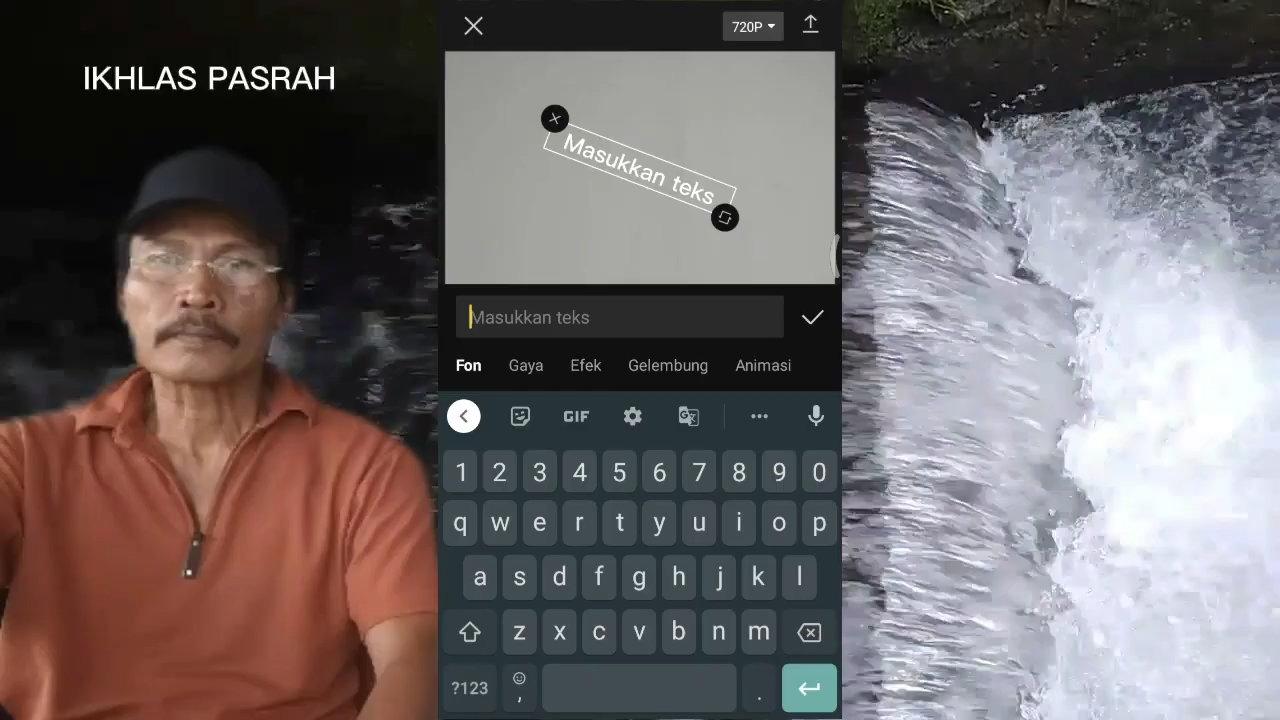 IKHLAS PASRAH
720P
Masukkan teks
Masukkan teks
Fon Gaya Efek Gelembung Animasi
GIF
1 2 3 4 5 6 7 8 9 0
q w e r t y u i o p
a s d f g h j k l
z x c v b n m
?123 , .